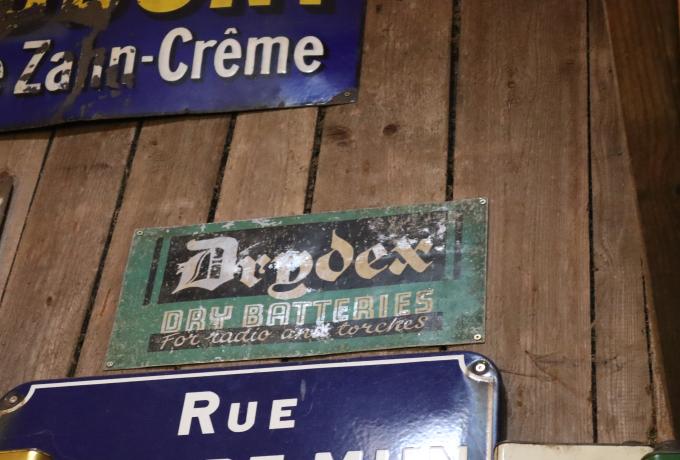 Zahn-Crême
Drydex
DRY BATTERIES
For radio and torches
RUE